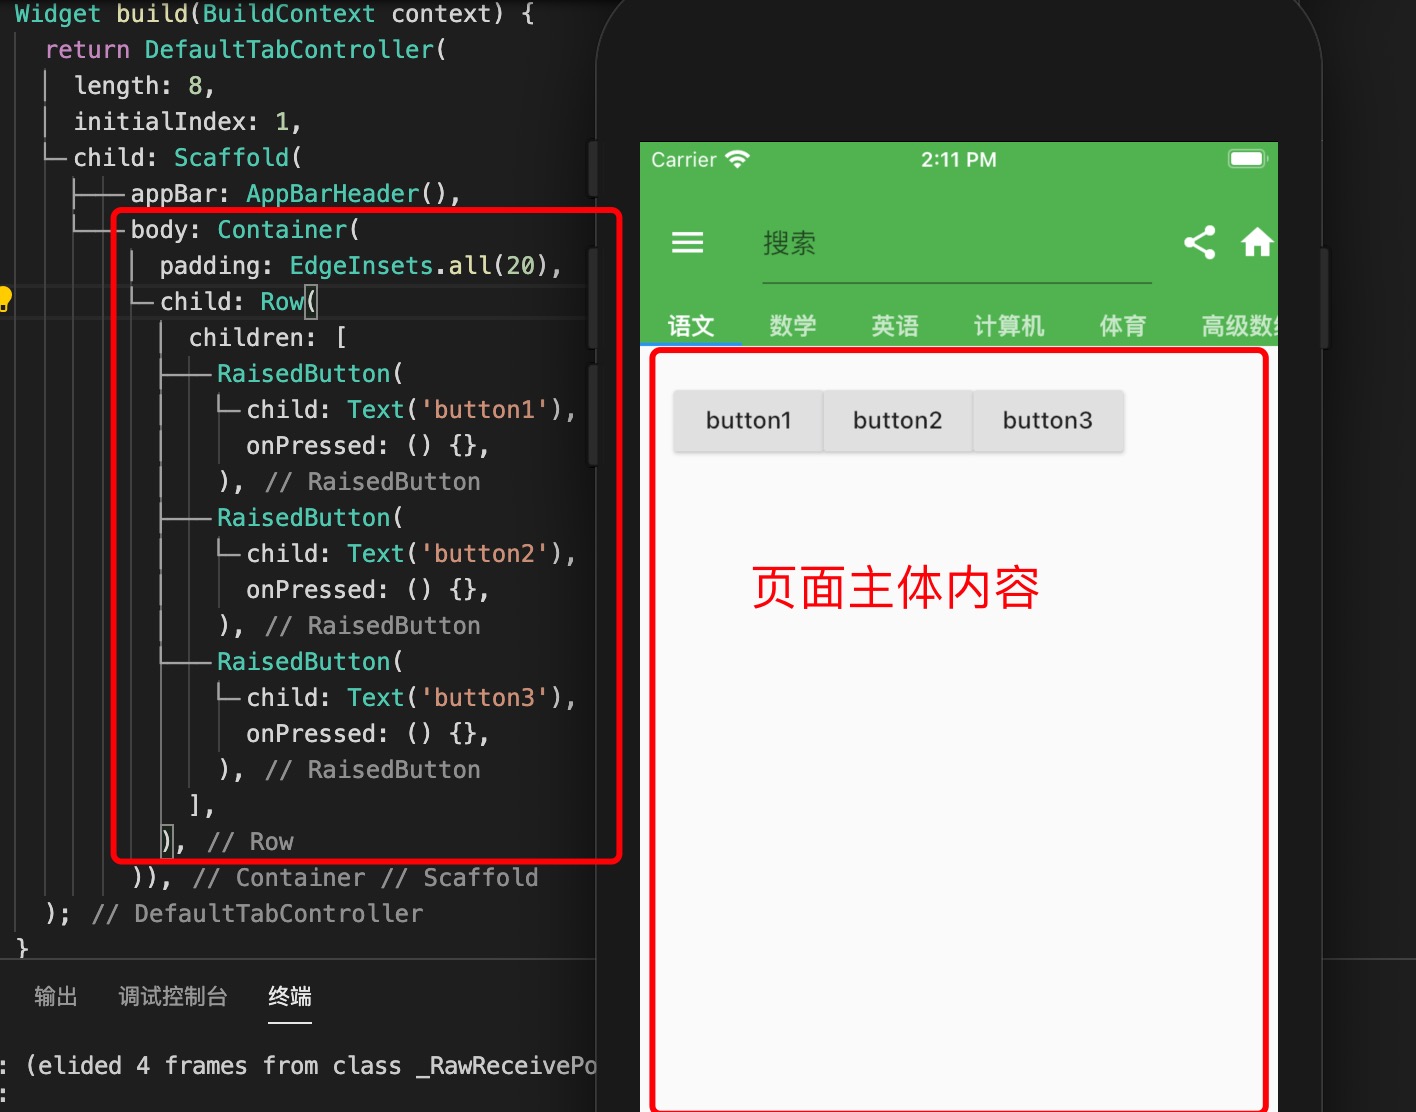 Widget build(BuildContext context) {
return DefaultTabController(
length: 8,
initialIndex: 1,
child: Scaffold(
appBar: AppBarHeader(),
body: Container(
padding: EdgeInsets.all(20),
child: Row(
children: [
RaisedButton(
child: Text('button1'),
onPressed: () {},
), // RaisedButton
RaisedButton(
child: Text('button2'),
onPressed: () {},
), // RaisedButton
RaisedButton(
child: Text('button3'),
onPressed: () {},
), // RaisedButton
],
), // Row
)), // Container // Scaffold
); // DefaultTabController
}
输出 调试控制台 终端
: (elided 4 frames from class _RawReceivePo
:
Carrier 2:11 PM
搜索
语文 数学 英语 计算机 体育 高级数
button1 button2 button3
页面主体内容